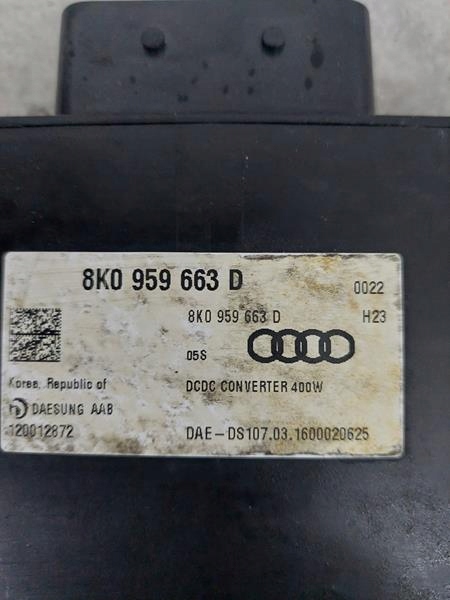 8K0 959 663 D
0022
8K0 959 663 D
H23
.05S
Korea, Republic of
DCDC CONVERTER 400W
DAESUNG AAB
120012872
DAE-DS107.03.1600020625